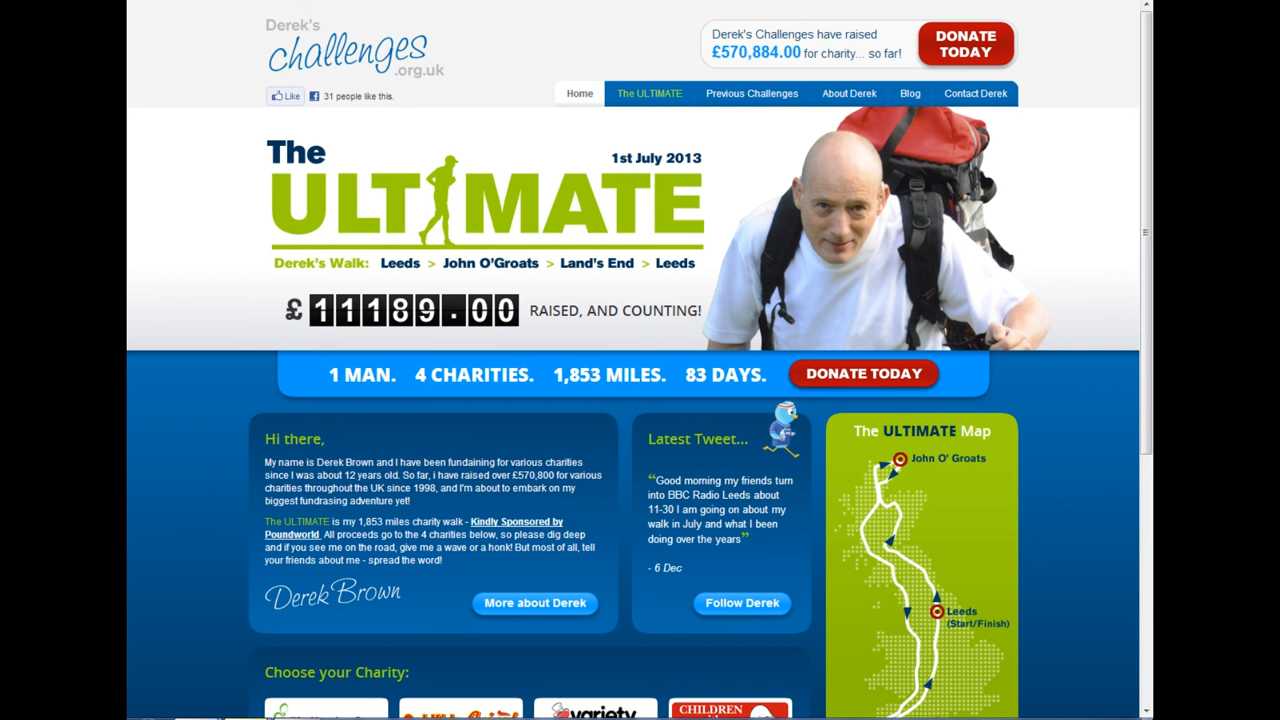 Derek's
challenges
.org.uk
Like
31 people like this.
Derek's Challenges have raised
£570,884.00 for charity... so far!
DONATE
TODAY
Home
The ULTIMATE
Previous Challenges
About Derek
Blog
Contact Derek
The
1st July 2013
ULTIMATE
Derek's Walk: Leeds > John O'Groats > Land's End > Leeds
£ 11189.00 RAISED, AND COUNTING!
1 MAN. 4 CHARITIES. 1,853 MILES. 83 DAYS.
DONATE TODAY
Hi there,
My name is Derek Brown and I have been fundaining for various charities
since I was about 12 years old. So far, i have raised over £570,800 for various
charities throughout the UK since 1998, and I'm about to embark on my
biggest fundrasing adventure yet!
The ULTIMATE is my 1,853 miles charity walk - Kindly Sponsored by
Poundworld All proceeds go to the 4 charities below, so please dig deep
and if you see me on the road, give me a wave or a honk! But most of all, tell
your friends about me - spread the word!
Derek Brown
More about Derek
Latest Tweet...
“Good morning my friends turn
into BBC Radio Leeds about
11-30 I am going on about my
walk in July and what I been
doing over the years”
- 6 Dec
Follow Derek
The ULTIMATE Map
John O' Groats
Leeds
(Start/Finish)
Choose your Charity:
variety
CHILDREN